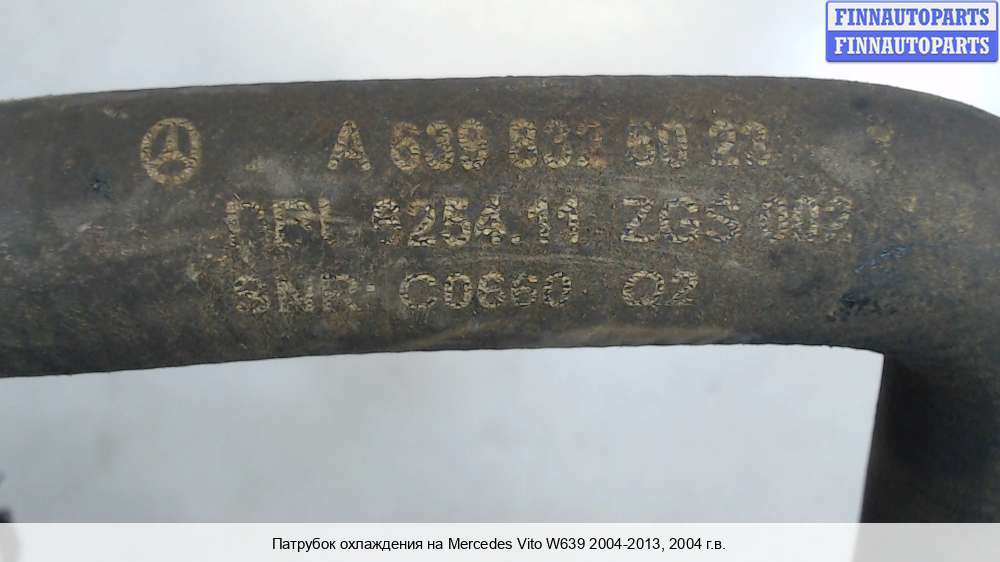 FINNAUTOPARTS
FINNAUTOPARTS
A 639 832 60 23
DBL 9254.11 ZGS 002
SNR: C0660 02
Патрубок охлаждения на Mercedes Vito W639 2004-2013, 2004 г.в.